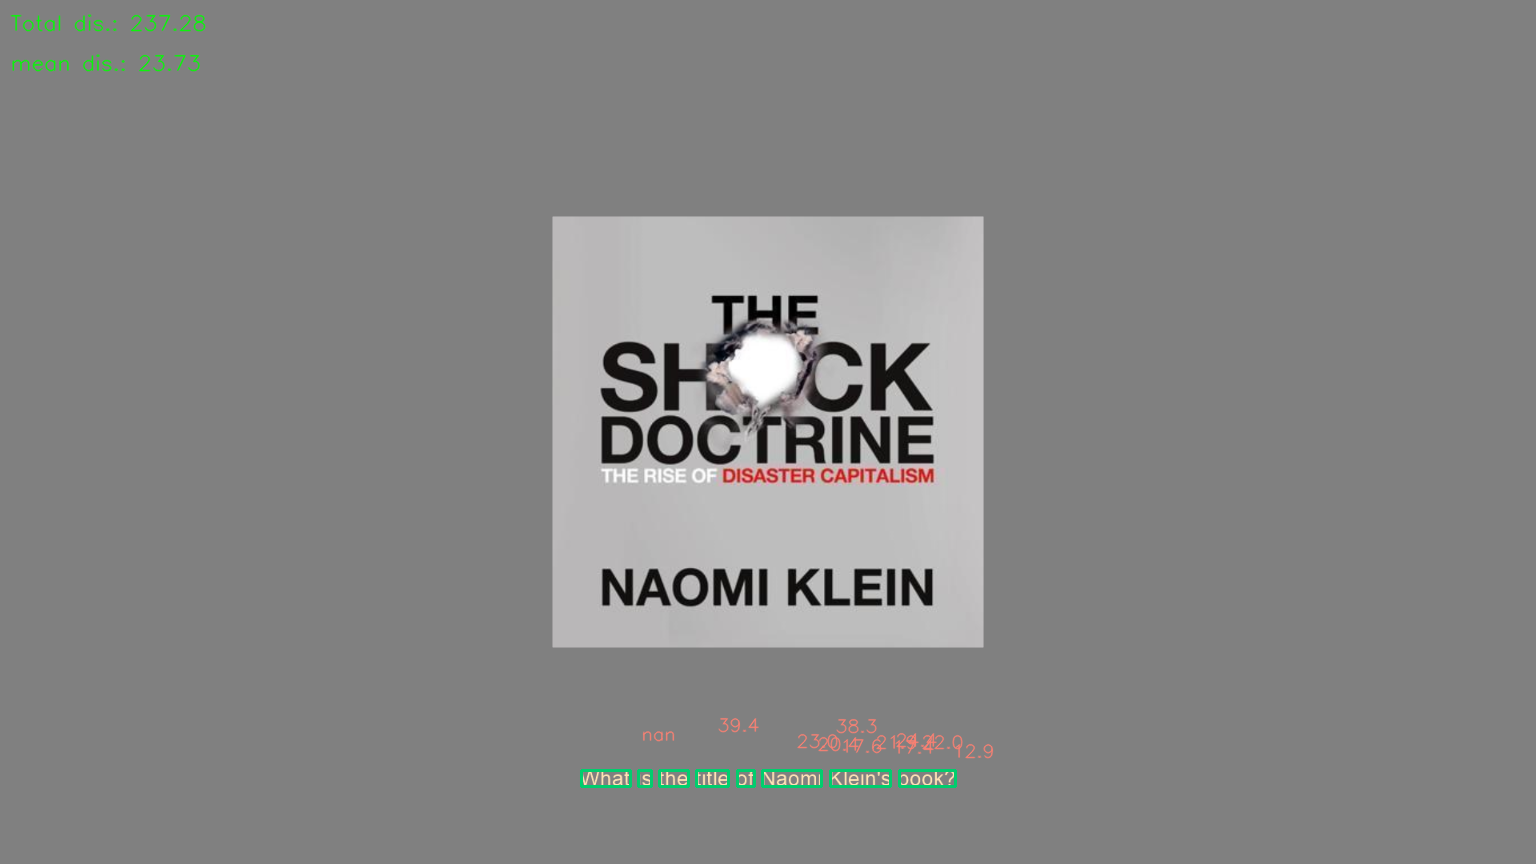 Total dis.: 237.28
mean dis.: 23.73
THE
SHOCK
DOCTRINE
THE RISE OF DISASTER CAPITALISM
NAOMI KLEIN
nan 39.4 38.3
12.9
What is the title of Naomi Klein's book?